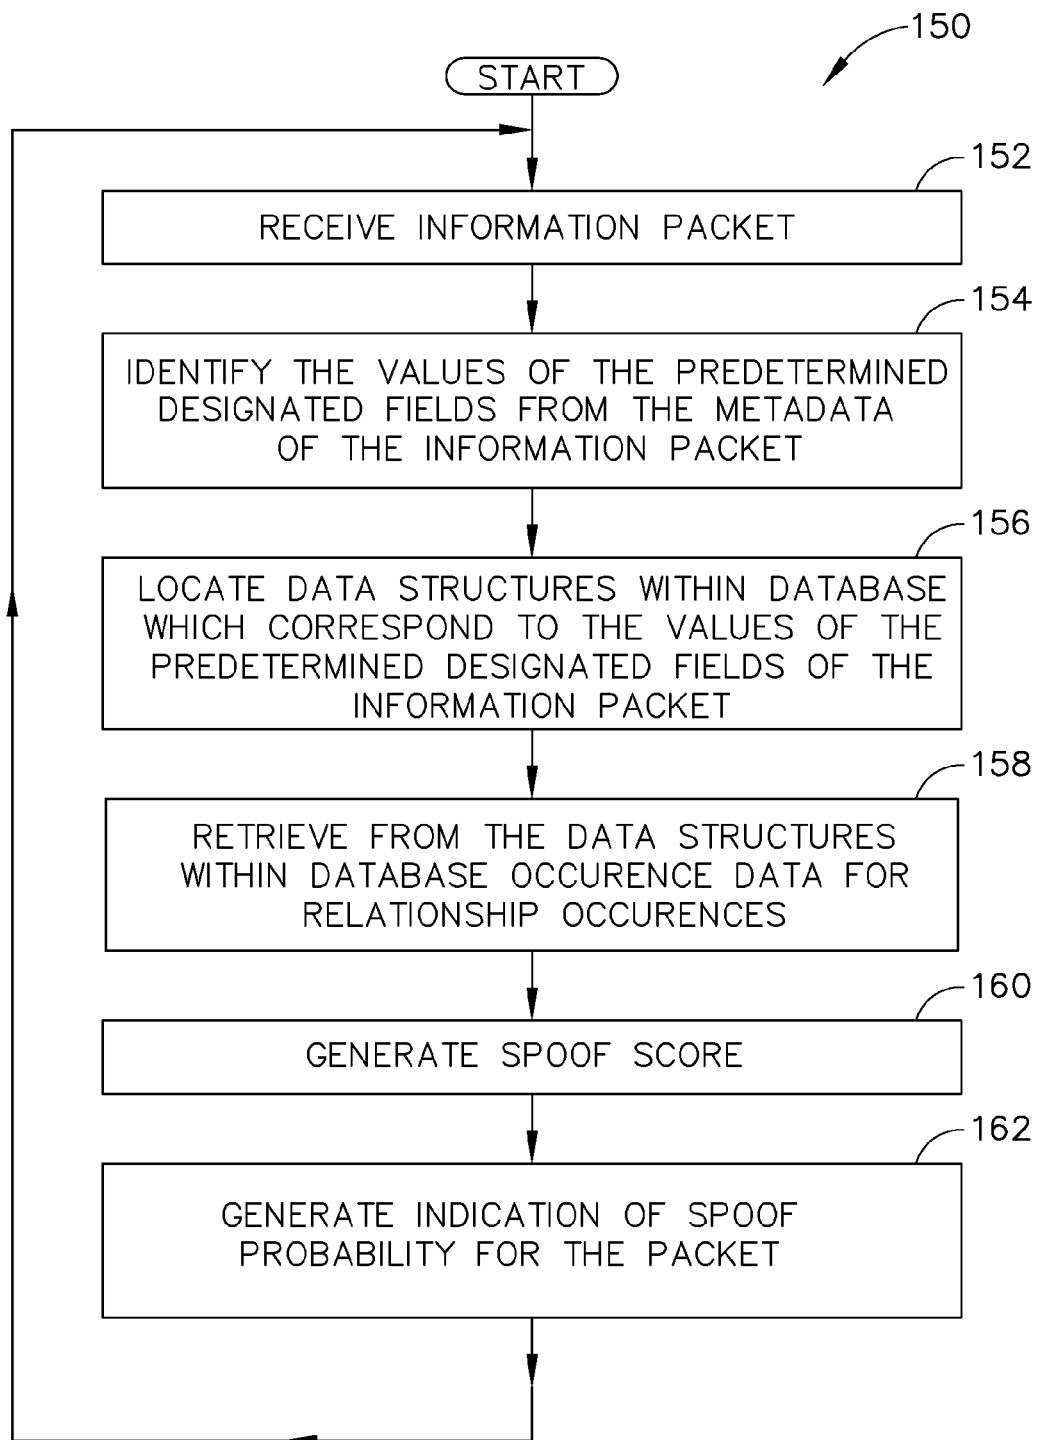 150
START
152
RECEIVE INFORMATION PACKET
154
IDENTIFY THE VALUES OF THE PREDETERMINED
DESIGNATED FIELDS FROM THE METADATA
OF THE INFORMATION PACKET
156
LOCATE DATA STRUCTURES WITHIN DATABASE
WHICH CORRESPOND TO THE VALUES OF THE
PREDETERMINED DESIGNATED FIELDS OF THE
INFORMATION PACKET
158
RETRIEVE FROM THE DATA STRUCTURES
WITHIN DATABASE OCCURENCE DATA FOR
RELATIONSHIP OCCURENCES
160
GENERATE SPOOF SCORE
162
GENERATE INDICATION OF SPOOF
PROBABILITY FOR THE PACKET